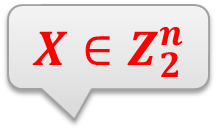 X ∈ Z₂ⁿ